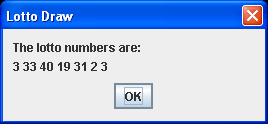 Lotto Draw
The lotto numbers are:
3 33 40 19 31 2 3
OK